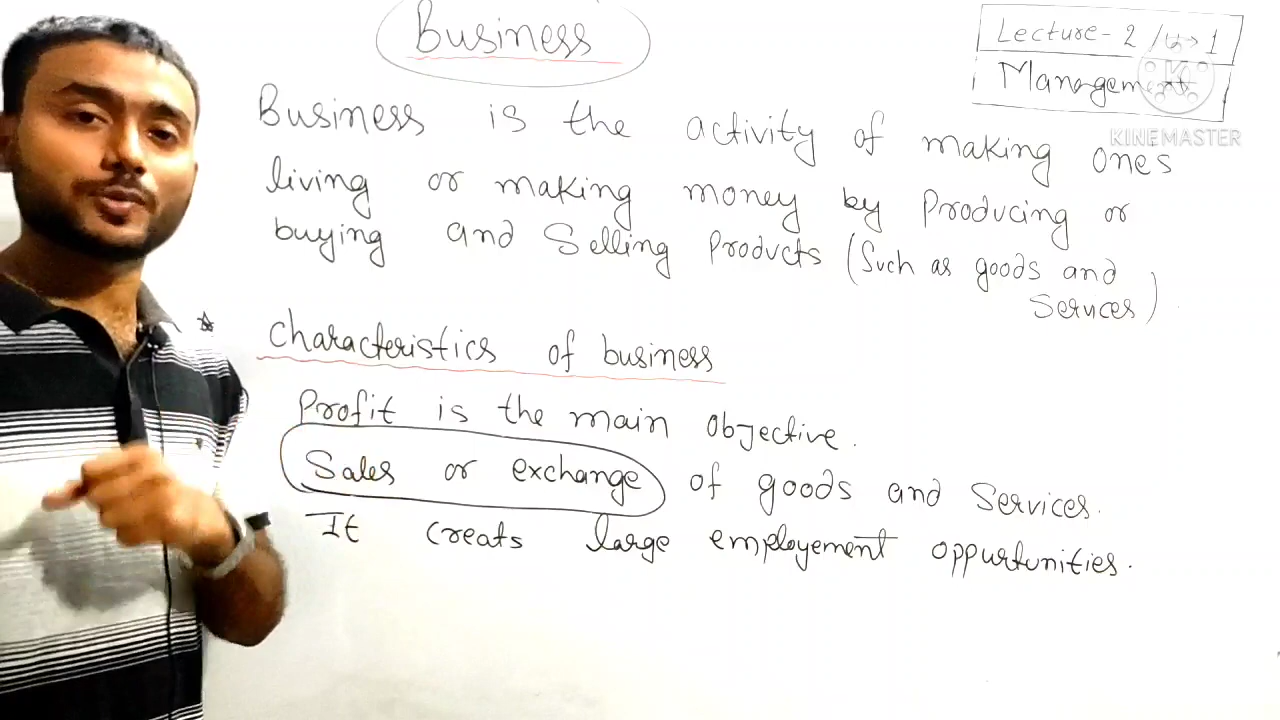 Business
Lecture-2 /U→1
Management
KINEMASTER
Business is the activity of making one's
living or making money by Producing or
buying and Selling Products (Such as goods and
Services)
Characteristics of business
Profit is the main Objective.
Sales or exchange of goods and Services.
It creats large employement oppurtunities.